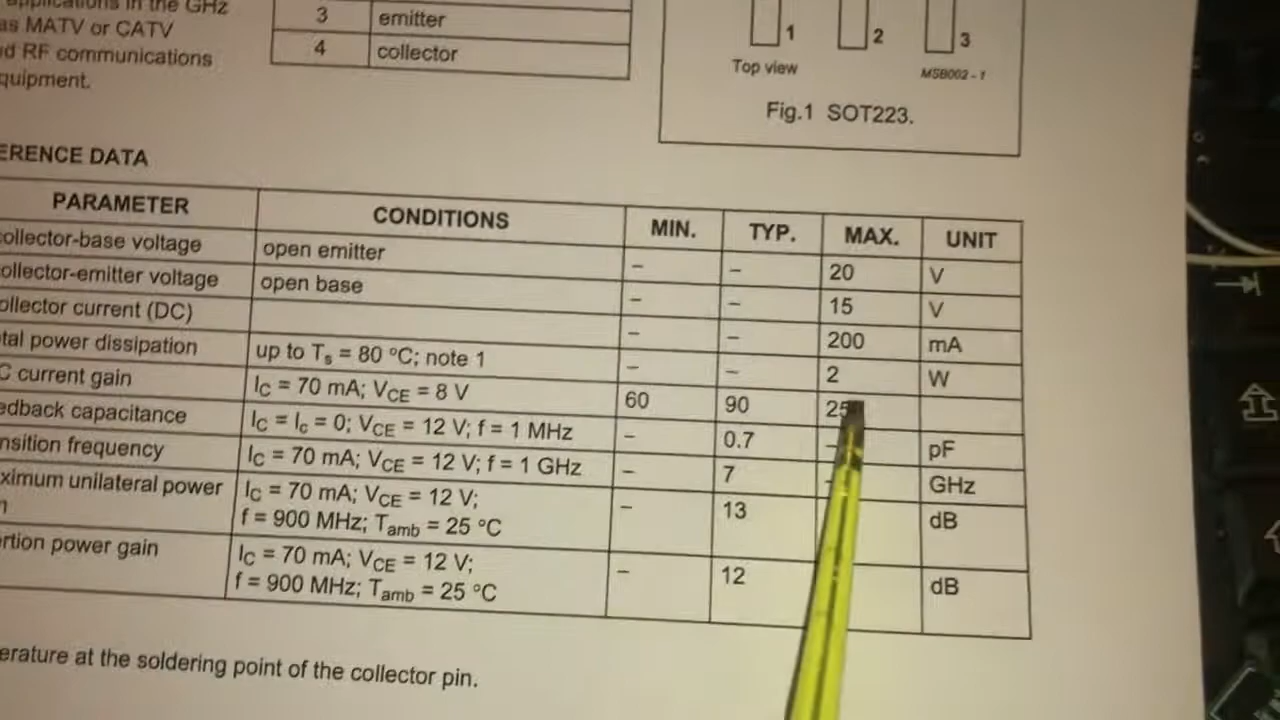 applications in the GHz
as MATV or CATV
RF communications
quipment.
3 emitter
4 collector
1 2 3
Top view MSB002 - 1
Fig.1 SOT223.
ERENCE DATA
PARAMETER CONDITIONS MIN. TYP. MAX. UNIT
ollector-base voltage open emitter – – 20 V
ollector-emitter voltage open base – – 15 V
ollector current (DC) – – 200 mA
tal power dissipation up to Ts = 80 °C; note 1 – – 2 W
C current gain IC = 70 mA; VCE = 8 V 60 90 25
edback capacitance IC = Ic = 0; VCE = 12 V; f = 1 MHz – 0.7 – pF
nsition frequency IC = 70 mA; VCE = 12 V; f = 1 GHz – 7 – GHz
ximum unilateral power IC = 70 mA; VCE = 12 V; – 13 dB
n f = 900 MHz; Tamb = 25 °C
rtion power gain IC = 70 mA; VCE = 12 V; – 12 dB
f = 900 MHz; Tamb = 25 °C
erature at the soldering point of the collector pin.